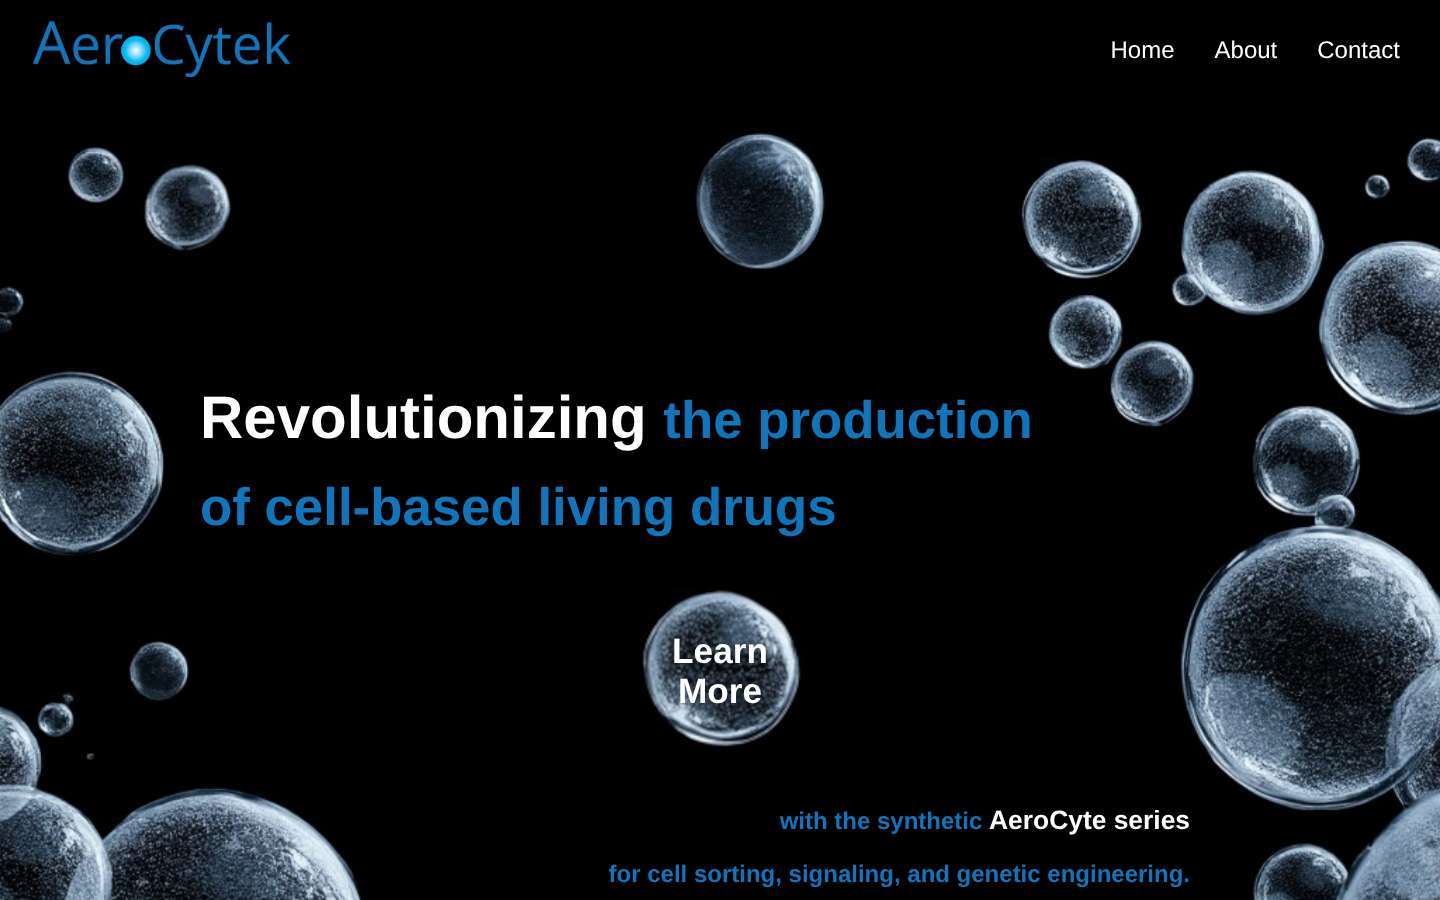 AeroCytek
Home About Contact
Revolutionizing the production
of cell-based living drugs
Learn
More
with the synthetic AeroCyte series
for cell sorting, signaling, and genetic engineering.